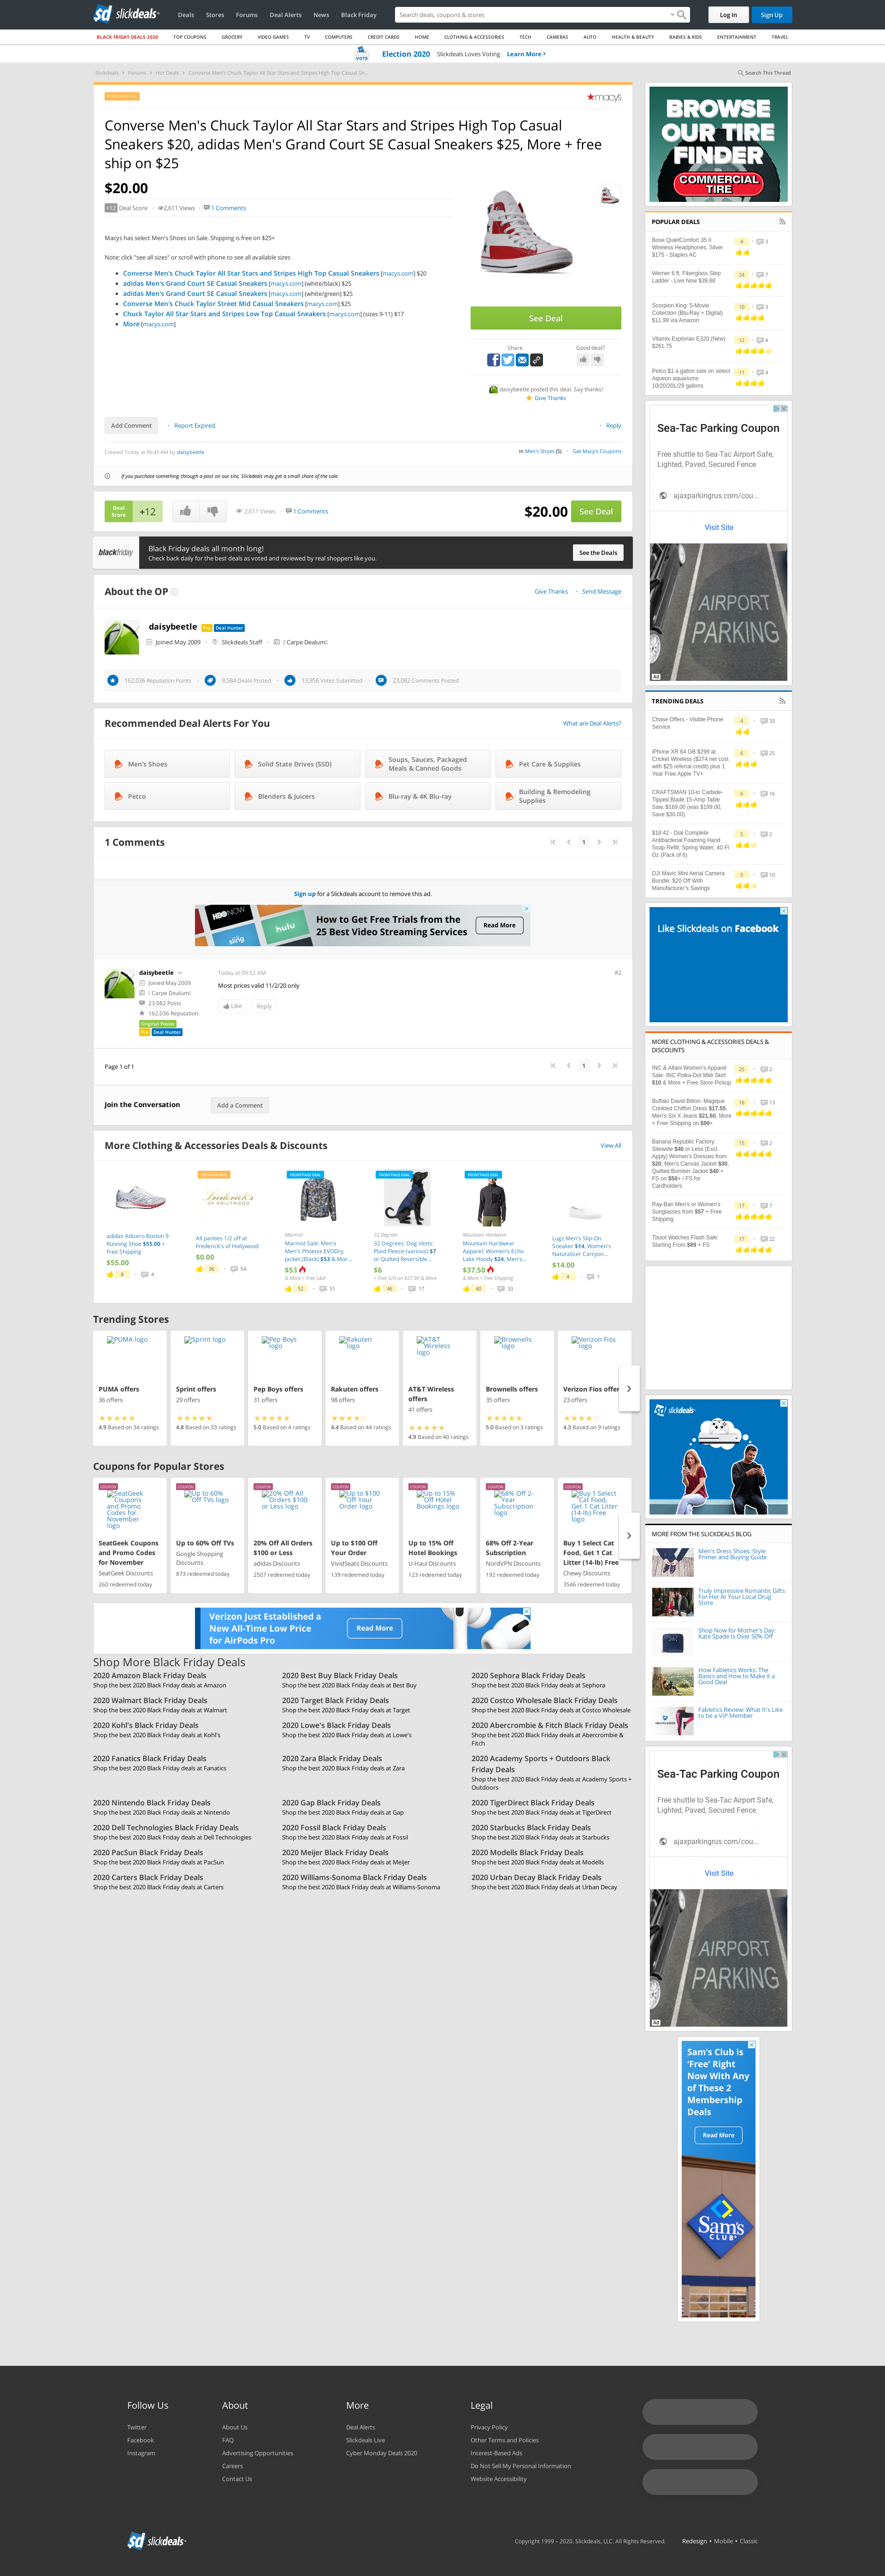 slickdeals
Deals Stores Forums Deal Alerts News Black Friday
Search deals, coupons & stores
Log In Sign Up
BLACK FRIDAY DEALS 2020 TOP COUPONS GROCERY VIDEO GAMES TV COMPUTERS CREDIT CARDS HOME CLOTHING & ACCESSORIES TECH CAMERAS AUTO HEALTH & BEAUTY BABIES & KIDS ENTERTAINMENT TRAVEL
VOTE Election 2020 Slickdeals Loves Voting Learn More
Slickdeals Forums Hot Deals Converse Men's Chuck Taylor All Star Stars and Stripes High Top Casual Sn...
Search This Thread
POPULAR DEAL
macys
Converse Men's Chuck Taylor All Star Stars and Stripes High Top Casual
Sneakers $20, adidas Men's Grand Court SE Casual Sneakers $25, More + free
ship on $25
$20.00
+12 Deal Score 2,611 Views 1 Comments
Macys has select Men's Shoes on Sale. Shipping is free on $25+
Note: click "see all sizes" or scroll with phone to see all available sizes
Converse Men's Chuck Taylor All Star Stars and Stripes High Top Casual Sneakers [macys.com] $20
adidas Men's Grand Court SE Casual Sneakers [macys.com] (white/black) $25
adidas Men's Grand Court SE Casual Sneakers [macys.com] (white/green) $25
Converse Men's Chuck Taylor Street Mid Casual Sneakers [macys.com] $25
Chuck Taylor All Star Stars and Stripes Low Top Casual Sneakers [macys.com] (sizes 9-11) $17
More [macys.com]
See Deal
Share Good deal?
daisybeetle posted this deal. Say thanks!
Give Thanks
Add Comment Report Expired Reply
Created Today at 06:45 AM by daisybeetle
in Men's Shoes (5) Get Macy's Coupons
If you purchase something through a post on our site, Slickdeals may get a small share of the sale.
Deal Score +12 2,611 Views 1 Comments $20.00 See Deal
blackfriday
Black Friday deals all month long!
Check back daily for the best deals as voted and reviewed by real shoppers like you.
See the Deals
About the OP
Give Thanks Send Message
daisybeetle Pro Deal Hunter
Joined May 2009 Slickdeals Staff Carpe Dealum
162,036 Reputation Points 9,584 Deals Posted 13,956 Votes Submitted 23,082 Comments Posted
Recommended Deal Alerts For You
What are Deal Alerts?
Men's Shoes
Solid State Drives (SSD)
Soups, Sauces, Packaged Meals & Canned Goods
Pet Care & Supplies
Petco
Blenders & Juicers
Blu-ray & 4K Blu-ray
Building & Remodeling Supplies
1 Comments
1
Sign up for a Slickdeals account to remove this ad.
HBO NOW
hulu
sling
How to Get Free Trials from the
25 Best Video Streaming Services
Read More
daisybeetle
Joined May 2009
Carpe Dealum
23,082 Posts
162,036 Reputation
Original Poster
Pro Deal Hunter
Today at 09:52 AM
#2
Most prices valid 11/2/20 only
Like Reply
Page 1 of 1
1
Join the Conversation
Add a Comment
More Clothing & Accessories Deals & Discounts
View All
adidas Adicero Boston 9 Running Shoe $55.00 + Free Shipping
$55.00
8 4
POPULAR DEAL
Frederick's OF HOLLYWOOD
All panties 1/2 off at Frederick's of Hollywood
$0.00
36 54
FRONTPAGE DEAL
Marmot
Marmot Sale: Men's Men's Phoenix EVODry Jacket (Black) $53 & Mor...
$53
& More + Free S&H
52 51
FRONTPAGE DEAL
32 Degrees
32 Degrees: Dog Vests: Plaid Fleece (various) $7 or Quilted Reversible...
$6
+ Free S/H on $27.90 & More
46 17
FRONTPAGE DEAL
Mountain Hardwear
Mountain Hardwear Apparel: Women's Echo Lake Hoody $24, Men's...
$37.50
& More + Free Shipping
40 33
Lugz Men's Slip-On Sneaker $14, Women's Naturalizer Carryon...
$14.00
4 1
Trending Stores
PUMA logo
PUMA offers
36 offers
4.9 Based on 34 ratings
Sprint logo
Sprint offers
29 offers
4.8 Based on 33 ratings
Pep Boys logo
Pep Boys offers
31 offers
5.0 Based on 4 ratings
Rakuten logo
Rakuten offers
98 offers
4.4 Based on 44 ratings
AT&T Wireless logo
AT&T Wireless offers
41 offers
4.9 Based on 40 ratings
Brownells logo
Brownells offers
35 offers
5.0 Based on 3 ratings
Verizon Fios logo
Verizon Fios offer
23 offers
4.3 Based on 9 ratings
Coupons for Popular Stores
COUPON
SeatGeek Coupons and Promo Codes for November logo
SeatGeek Coupons and Promo Codes for November
SeatGeek Discounts
260 redeemed today
COUPON
Up to 60% Off TVs logo
Up to 60% Off TVs
Google Shopping Discounts
873 redeemed today
COUPON
20% Off All Orders $100 or Less logo
20% Off All Orders $100 or Less
adidas Discounts
2507 redeemed today
COUPON
Up to $100 Off Your Order logo
Up to $100 Off Your Order
VividSeats Discounts
139 redeemed today
COUPON
Up to 15% Off Hotel Bookings logo
Up to 15% Off Hotel Bookings
U-Haul Discounts
123 redeemed today
COUPON
68% Off 2-Year Subscription logo
68% Off 2-Year Subscription
NordVPN Discounts
192 redeemed today
COUPON
Buy 1 Select Cat Food, Get 1 Cat Litter (14-lb) Free logo
Buy 1 Select Cat Food, Get 1 Cat Litter (14-lb) Free
Chewy Discounts
3546 redeemed today
Verizon Just Established a
New All-Time Low Price
for AirPods Pro
Read More
Shop More Black Friday Deals
2020 Amazon Black Friday Deals
Shop the best 2020 Black Friday deals at Amazon
2020 Best Buy Black Friday Deals
Shop the best 2020 Black Friday deals at Best Buy
2020 Sephora Black Friday Deals
Shop the best 2020 Black Friday deals at Sephora
2020 Walmart Black Friday Deals
Shop the best 2020 Black Friday deals at Walmart
2020 Target Black Friday Deals
Shop the best 2020 Black Friday deals at Target
2020 Costco Wholesale Black Friday Deals
Shop the best 2020 Black Friday deals at Costco Wholesale
2020 Kohl's Black Friday Deals
Shop the best 2020 Black Friday deals at Kohl's
2020 Lowe's Black Friday Deals
Shop the best 2020 Black Friday deals at Lowe's
2020 Abercrombie & Fitch Black Friday Deals
Shop the best 2020 Black Friday deals at Abercrombie & Fitch
2020 Fanatics Black Friday Deals
Shop the best 2020 Black Friday deals at Fanatics
2020 Zara Black Friday Deals
Shop the best 2020 Black Friday deals at Zara
2020 Academy Sports + Outdoors Black Friday Deals
Shop the best 2020 Black Friday deals at Academy Sports + Outdoors
2020 Nintendo Black Friday Deals
Shop the best 2020 Black Friday deals at Nintendo
2020 Gap Black Friday Deals
Shop the best 2020 Black Friday deals at Gap
2020 TigerDirect Black Friday Deals
Shop the best 2020 Black Friday deals at TigerDirect
2020 Dell Technologies Black Friday Deals
Shop the best 2020 Black Friday deals at Dell Technologies
2020 Fossil Black Friday Deals
Shop the best 2020 Black Friday deals at Fossil
2020 Starbucks Black Friday Deals
Shop the best 2020 Black Friday deals at Starbucks
2020 PacSun Black Friday Deals
Shop the best 2020 Black Friday deals at PacSun
2020 Meijer Black Friday Deals
Shop the best 2020 Black Friday deals at Meijer
2020 Modells Black Friday Deals
Shop the best 2020 Black Friday deals at Modells
2020 Carters Black Friday Deals
Shop the best 2020 Black Friday deals at Carters
2020 Williams-Sonoma Black Friday Deals
Shop the best 2020 Black Friday deals at Williams-Sonoma
2020 Urban Decay Black Friday Deals
Shop the best 2020 Black Friday deals at Urban Decay
BROWSE
OUR TIRE
FINDER
COMMERCIAL
TIRE
POPULAR DEALS
Bose QuietComfort 35 II Wireless Headphones, Silver $175 - Staples AC 4 3
Werner 6 ft. Fiberglass Step Ladder - Live Now $39.88 24 7
Scorpion King: 5-Movie Collection (Blu-Ray + Digital) $11.99 via Amazon 10 3
Vitamix Explorian E320 (New) $261.75 12 4
Petco $1 a gallon sale on select Aqueon aquariums 10/20/20L/29 gallons 11 4
Sea-Tac Parking Coupon
Free shuttle to Sea-Tac Airport Safe,
Lighted, Paved, Secured Fence
ajaxparkingrus.com/cou...
Visit Site
AIRPORT
PARKING
Ad
TRENDING DEALS
Chase Offers - Visible Phone Service 4 33
iPhone XR 64 GB $299 at Cricket Wireless ($274 net cost with $25 referral credit) plus 1 Year Free Apple TV+ 6 25
CRAFTSMAN 10-in Carbide-Tipped Blade 15-Amp Table Saw, $169.00 (was $199.00, Save $30.00) 6 16
$18.42 - Dial Complete Antibacterial Foaming Hand Soap Refill, Spring Water, 40 Fl Oz (Pack of 6) 5 2
DJI Mavic Mini Aerial Camera Bundle: $20 Off With Manufacturer's Savings 5 10
Like Slickdeals on Facebook
MORE CLOTHING & ACCESSORIES DEALS &
DISCOUNTS
INC & Alfani Women's Apparel Sale: INC Polka-Dot Midi Skirt $10 & More + Free Store Pickup 25 2
Buffalo David Bitton: Magique Crinkled Chiffon Dress $17.55, Men's Six X Jeans $21.60, More + Free Shipping on $99+ 16 13
Banana Republic Factory: Sitewide $40 or Less (Excl. Apply) Women's Dresses from $20, Men's Canvas Jacket $30, Quilted Bomber Jacket $40 + FS on $50+ / FS for Cardholders 15 2
Ray-Ban Men's or Women's Sunglasses from $57 + Free Shipping 17 7
Tissot Watches Flash Sale: Starting From $89 + FS 17 22
slickdeals
MORE FROM THE SLICKDEALS BLOG
Men's Dress Shoes: Style Primer and Buying Guide
Truly Impressive Romantic Gifts For Her At Your Local Drug Store
Shop Now for Mother's Day: Kate Spade Is Over 50% Off
How Fabletics Works: The Basics and How to Make it a Good Deal
Fabletics Review: What It's Like to be a VIP Member
Sea-Tac Parking Coupon
Free shuttle to Sea-Tac Airport Safe,
Lighted, Paved, Secured Fence
ajaxparkingrus.com/cou...
Visit Site
AIRPORT
PARKING
Ad
Sam's Club is
'Free' Right
Now With Any
of These 2
Membership
Deals
Read More
Sam's
CLUB
Follow Us
Twitter
Facebook
Instagram
About
About Us
FAQ
Advertising Opportunities
Careers
Contact Us
More
Deal Alerts
Slickdeals Live
Cyber Monday Deals 2020
Legal
Privacy Policy
Other Terms and Policies
Interest-Based Ads
Do Not Sell My Personal Information
Website Accessibility
slickdeals
Copyright 1999 - 2020. Slickdeals, LLC. All Rights Reserved. Redesign • Mobile • Classic